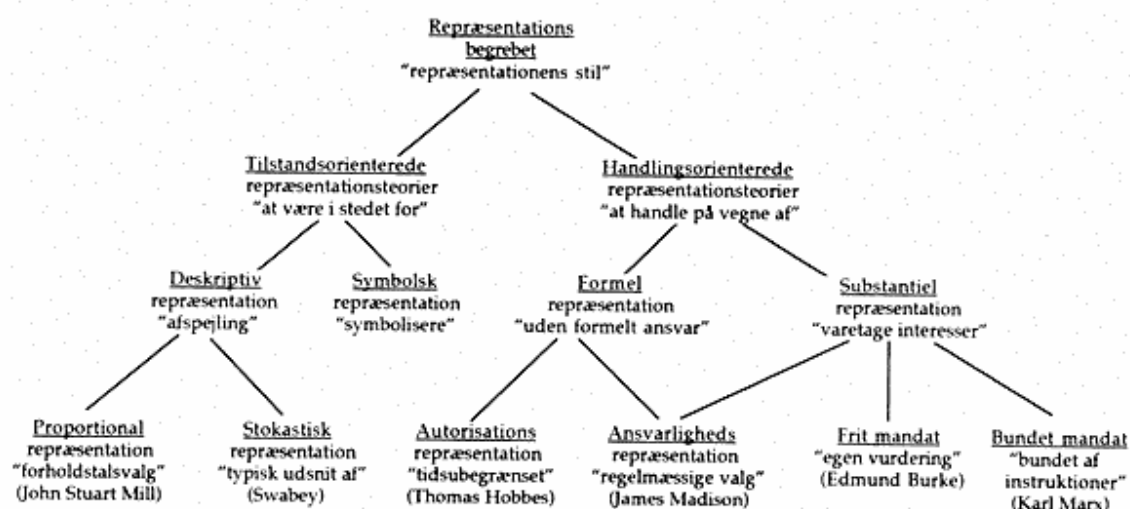 Repræsentations
begrebet
"repræsentationens stil"
Tilstandsorienterede
repræsentationsteorier
"at være i stedet for"
Handlingsorienterede
repræsentationsteorier
"at handle på vegne af"
Deskriptiv
repræsentation
"afspejling"
Symbolsk
repræsentation
"symbolisere"
Formel
repræsentation
"uden formelt ansvar"
Substantiel
repræsentation
"varetage interesser"
Proportional
repræsentation
"forholdstalsvalg"
(John Stuart Mill)
Stokastisk
repræsentation
"typisk udsnit af"
(Swabey)
Autorisations
repræsentation
"tidsubegrænset"
(Thomas Hobbes)
Ansvarligheds
repræsentation
"regelmæssige valg"
(James Madison)
Frit mandat
"egen vurdering"
(Edmund Burke)
Bundet mandat
"bundet af
instruktioner"
(Karl Marx)